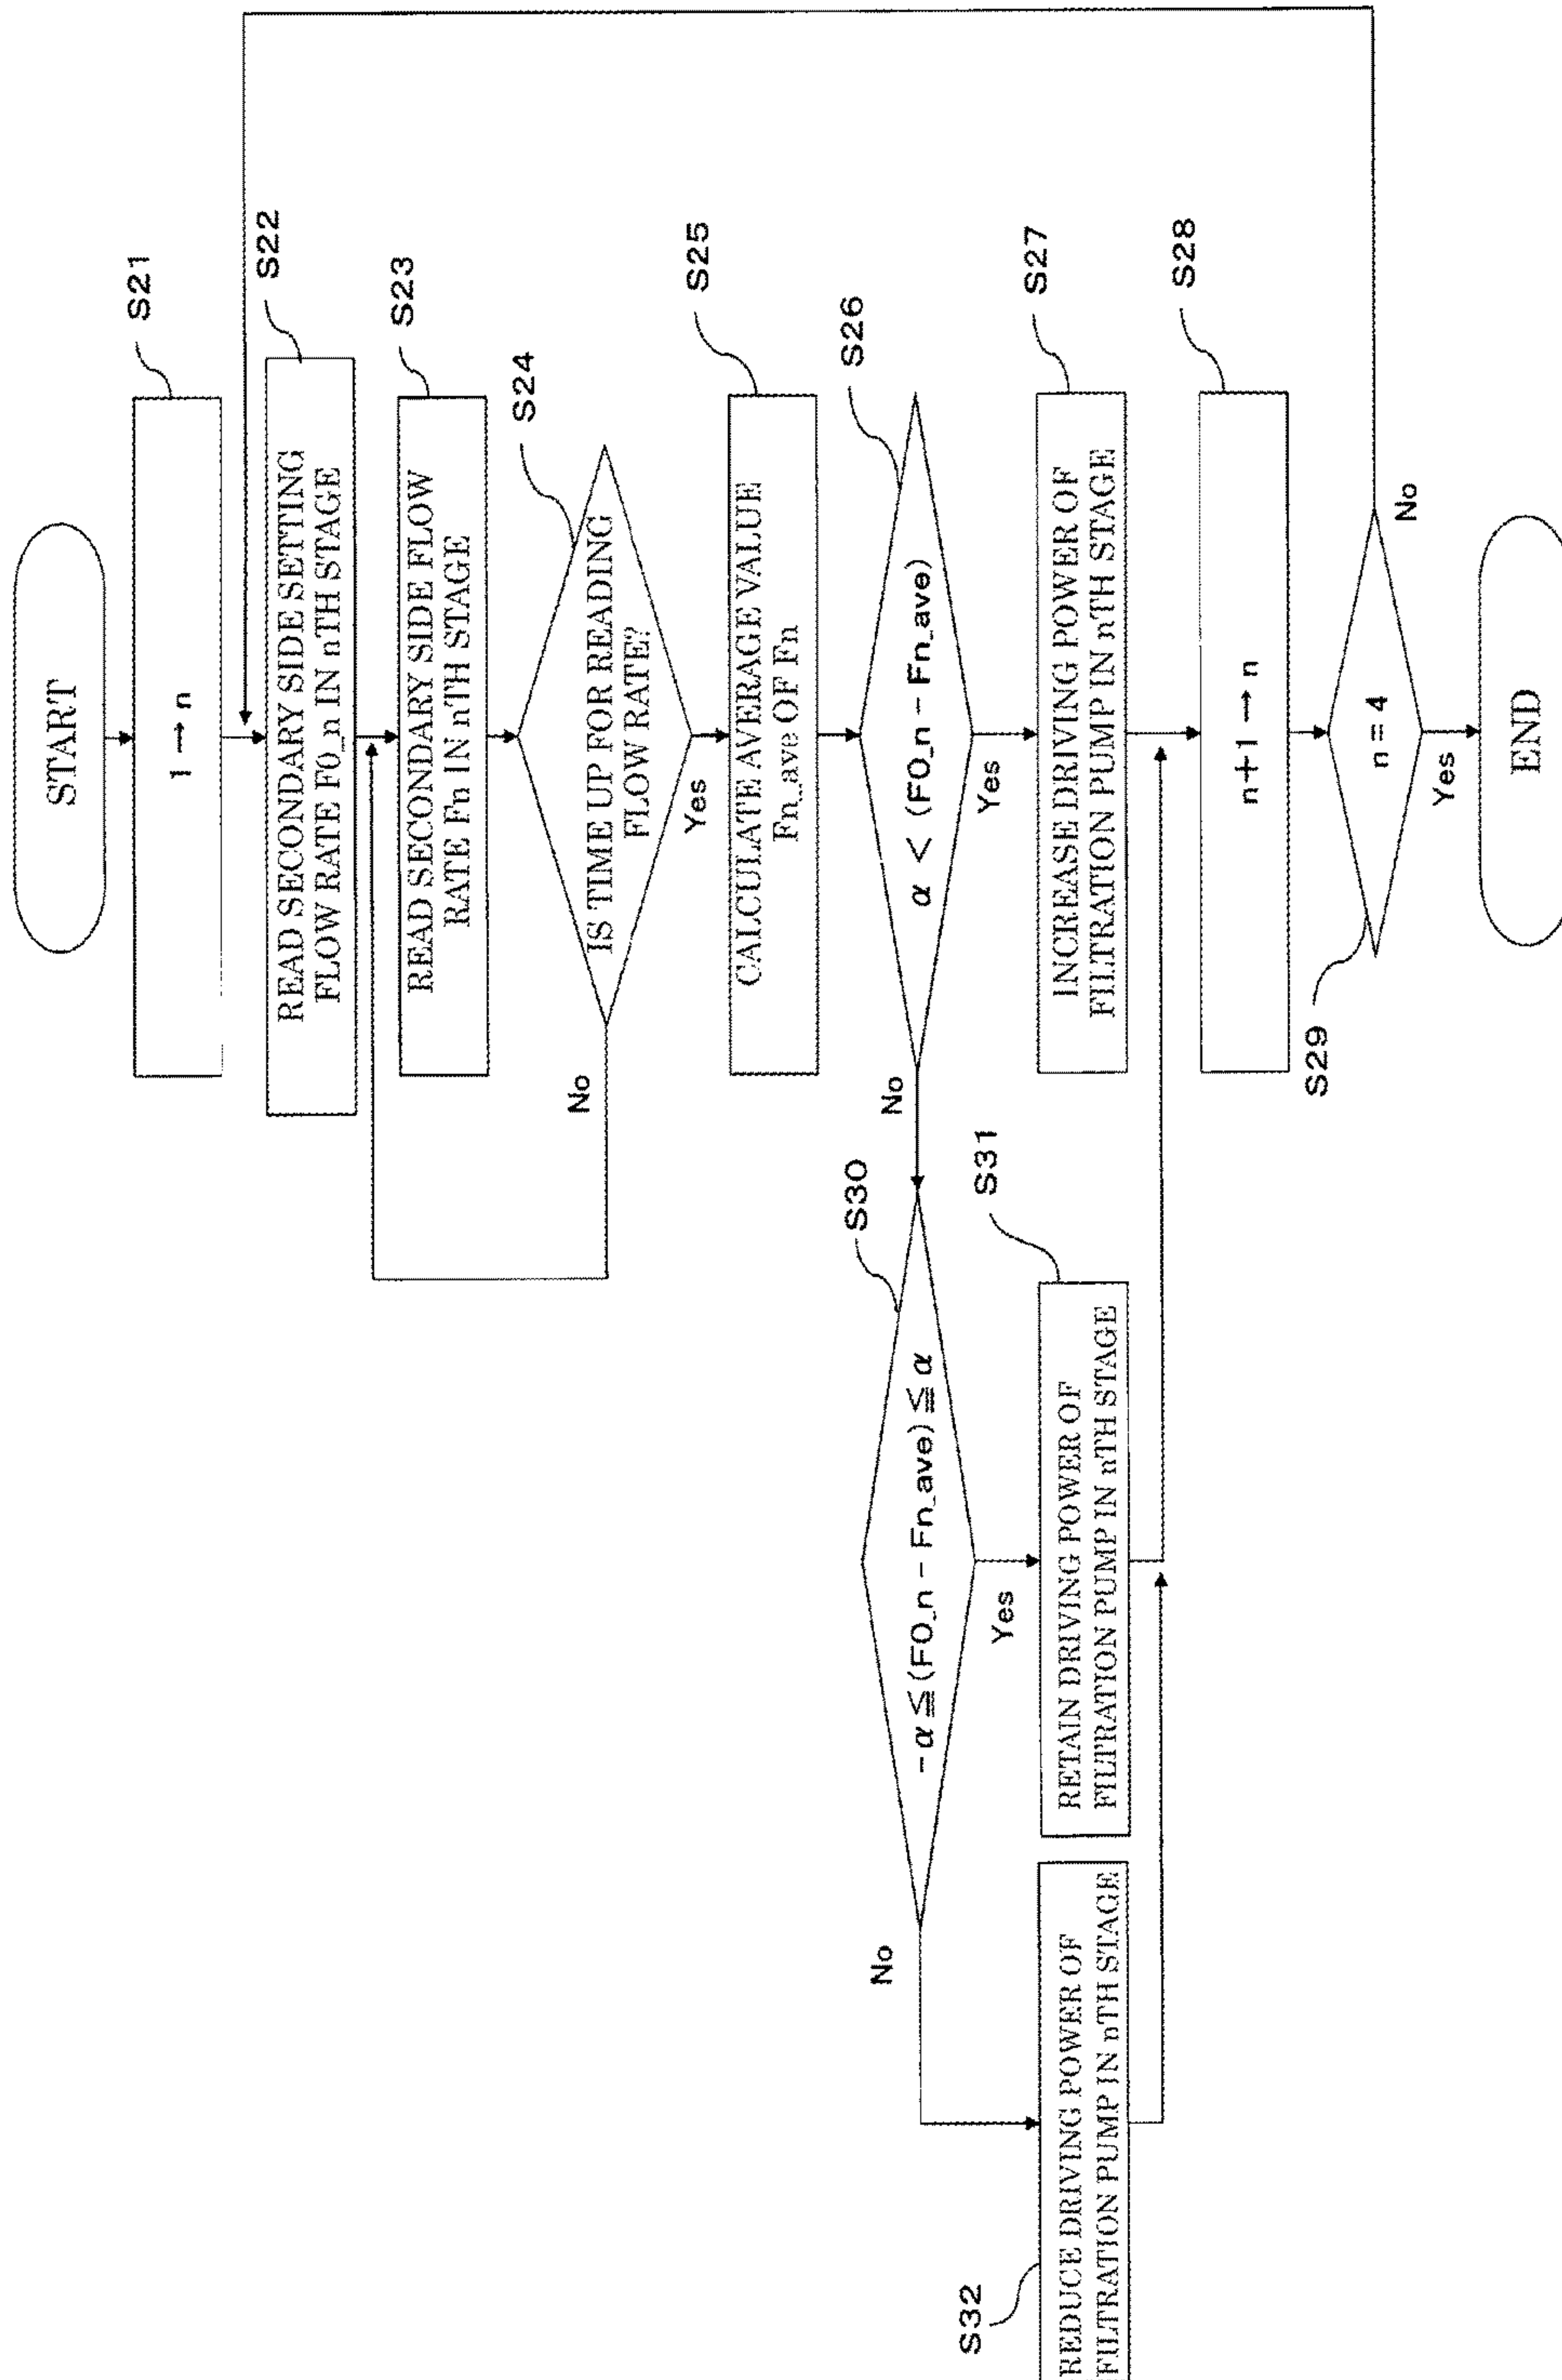 START
S21
1→n
S22
READ SECONDARY SIDE SETTING
FLOW RATE F0_n IN nTH STAGE
S23
READ SECONDARY SIDE FLOW
RATE Fn IN nTH STAGE
S24
IS TIME UP FOR READING
FLOW RATE?
No
Yes
S25
CALCULATE AVERAGE VALUE
Fn_ave OF Fn
S26
α < (FO_n − Fn_ave)
No
Yes
S30
-α≦(FO_n − Fn_ave)≦α
No
Yes
S27
INCREASE DRIVING POWER OF
FILTRATION PUMP IN nTH STAGE
S31
RETAIN DRIVING POWER OF
FILTRATION PUMP IN nTH STAGE
S32
REDUCE DRIVING POWER OF
FILTRATION PUMP IN nTH STAGE
S28
n+1→n
S29
n=4
No
Yes
END